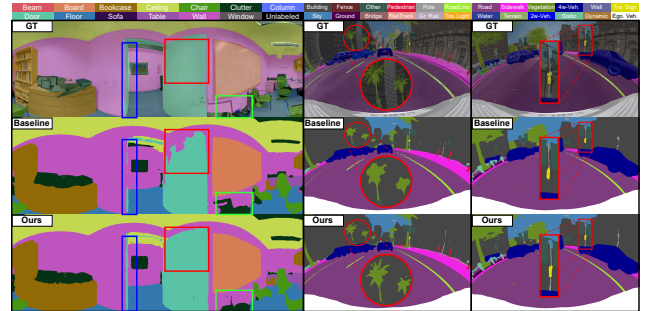 Beam Board Bookcase Ceiling Chair Clutter Column Building Fence Other Pedestrian Pole RoadLine Road Sidewalk Vegetation 4w-Veh. Wall Tra. Sign
Door Floor Sofa Table Wall Window Unlabeled Sky Ground Bridge RailTrack Gr. Rail Tra. Light Water Terrain 2w-Veh. Static Dynamic Ego. Veh.
GT GT GT
Baseline Baseline Baseline
Ours Ours Ours